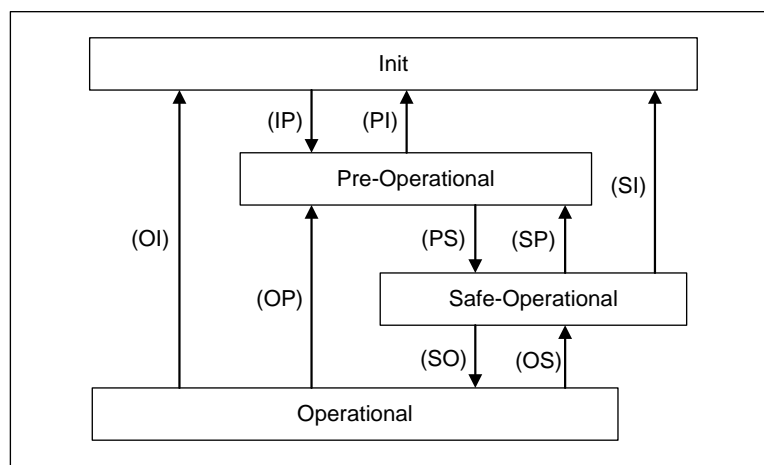 Init
(IP)
(PI)
Pre-Operational
(SI)
(OI)
(PS)
(SP)
(OP)
Safe-Operational
(SO)
(OS)
Operational